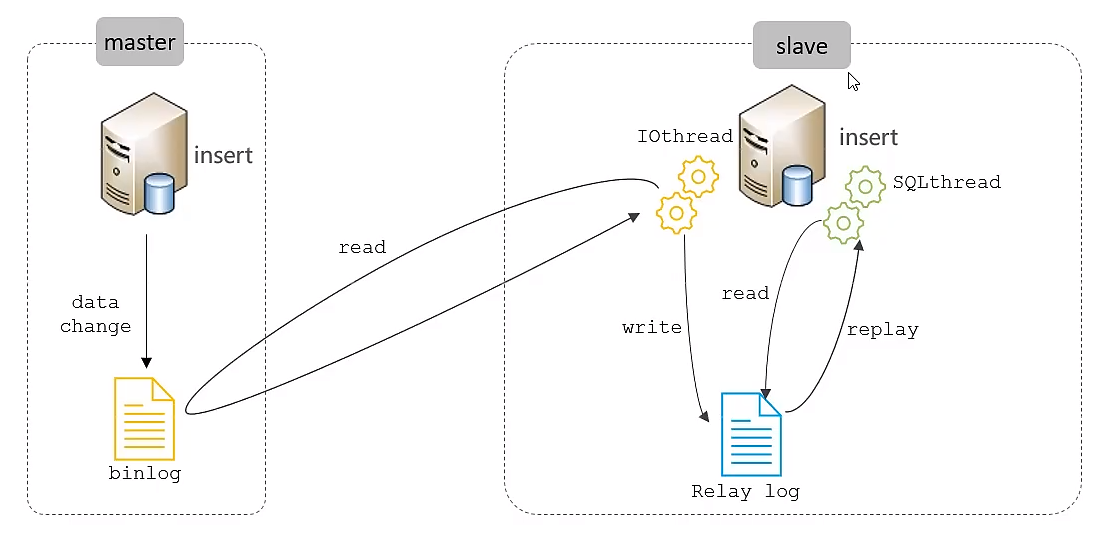 master
insert
data
change
binlog
read
slave
IOthread
insert
SQLthread
read
write
replay
Relay log